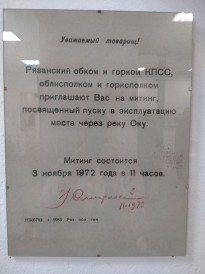 Уважаемый товарищ!
Рязанский обком и горком КПСС,
облисполком и горисполком
приглашают Вас на митинг,
посвященный пуску в эксплуатацию
моста через реку Оку.
Митинг состоится
3 ноября 1972 года в 11 часов.